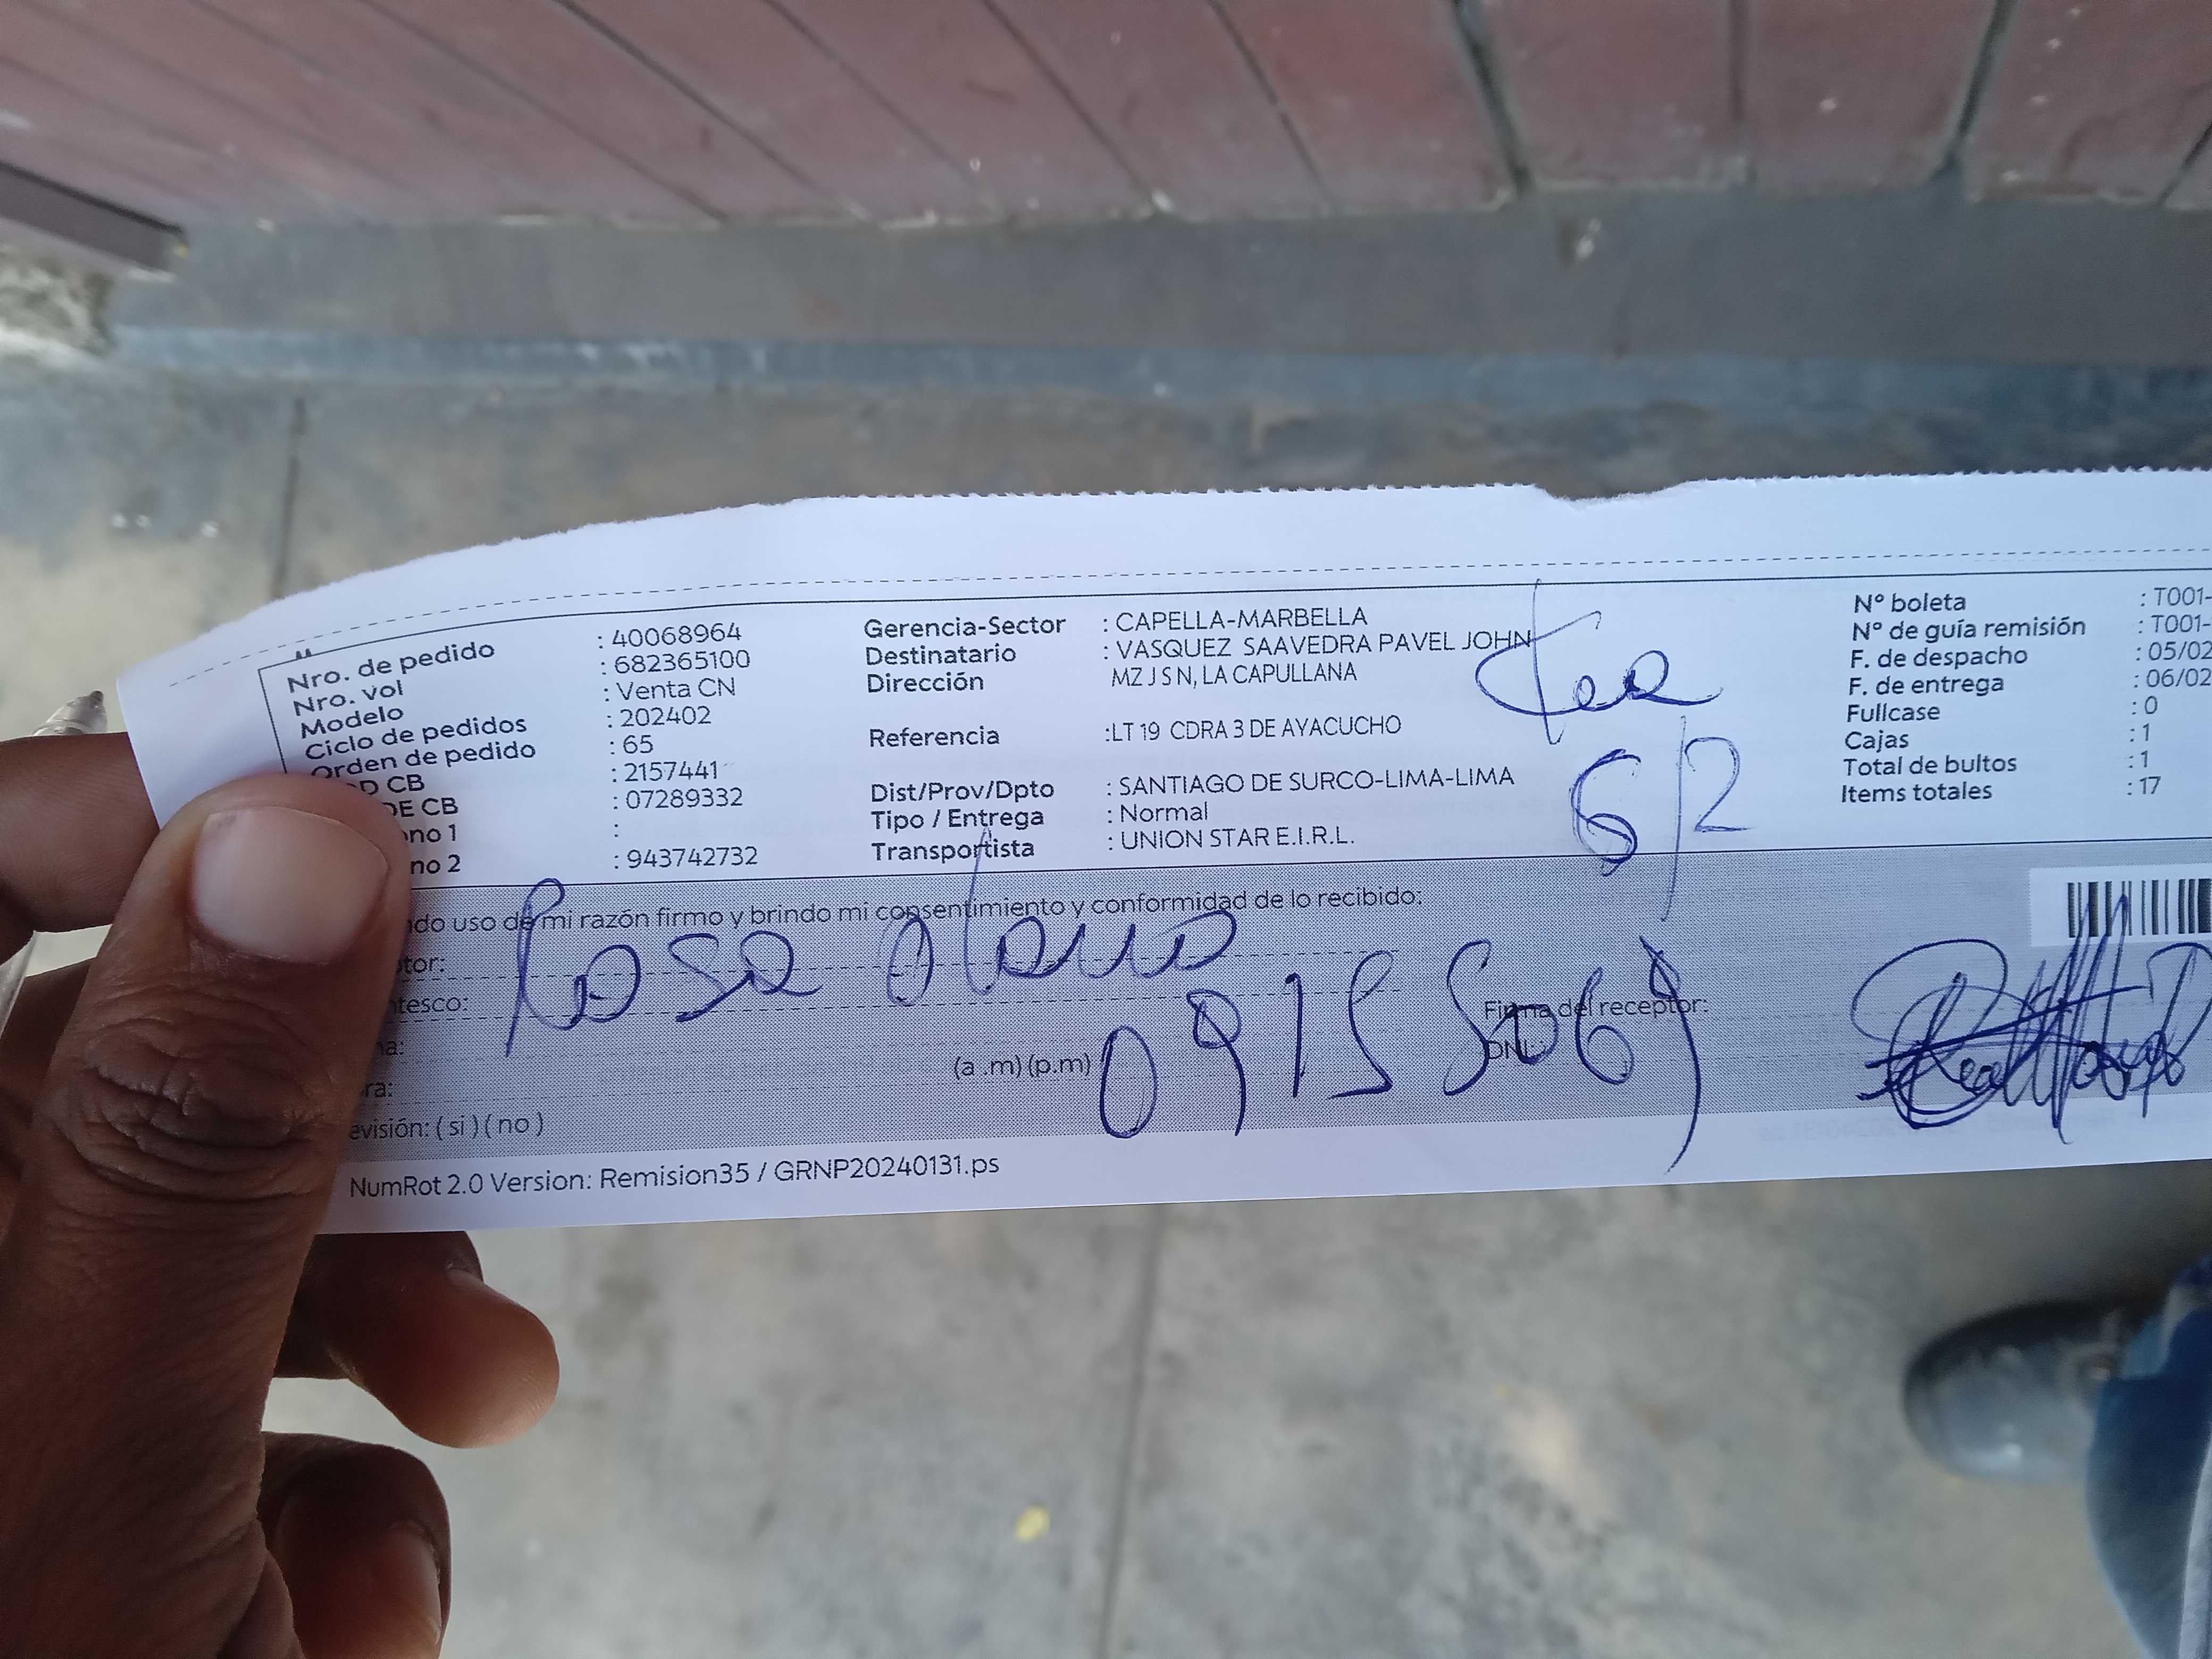 Nro. de pedido : 40068964
Nro. vol : 682365100
Modelo : Venta CN
Ciclo de pedidos : 202402
Orden de pedido : 65
D CB : 2157441
DE CB : 07289332
ono 1 :
no 2 : 943742732
Gerencia-Sector : CAPELLA-MARBELLA
Destinatario : VASQUEZ SAAVEDRA PAVEL JOHN
Dirección MZ J S N, LA CAPULLANA
Referencia :LT 19 CDRA 3 DE AYACUCHO
Dist/Prov/Dpto : SANTIAGO DE SURCO-LIMA-LIMA
Tipo / Entrega : Normal
Transportista : UNION STAR E.I.R.L.
6/2
Nº boleta : T001-
Nº de guía remisión : T001-
F. de despacho : 05/02
F. de entrega : 06/02
Fullcase : 0
Cajas : 1
Total de bultos : 1
Items totales : 17
ndo uso de mi razón firmo y brindo mi consentimiento y conformidad de lo recibido:
tor: Rosa
ntesco:
na:
ra: (a .m) (p.m)
09155069
Firma del receptor:
DNI:
evisión: ( si ) ( no )
NumRot 2.0 Version: Remision35 / GRNP20240131.ps